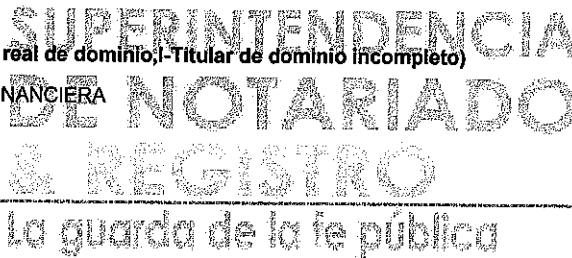 SUPERINTENDENCIA
real de dominio,I-Titular de dominio incompleto)
NANCIERA
DE NOTARIADO
& REGISTRO
La guarda de la fe pública